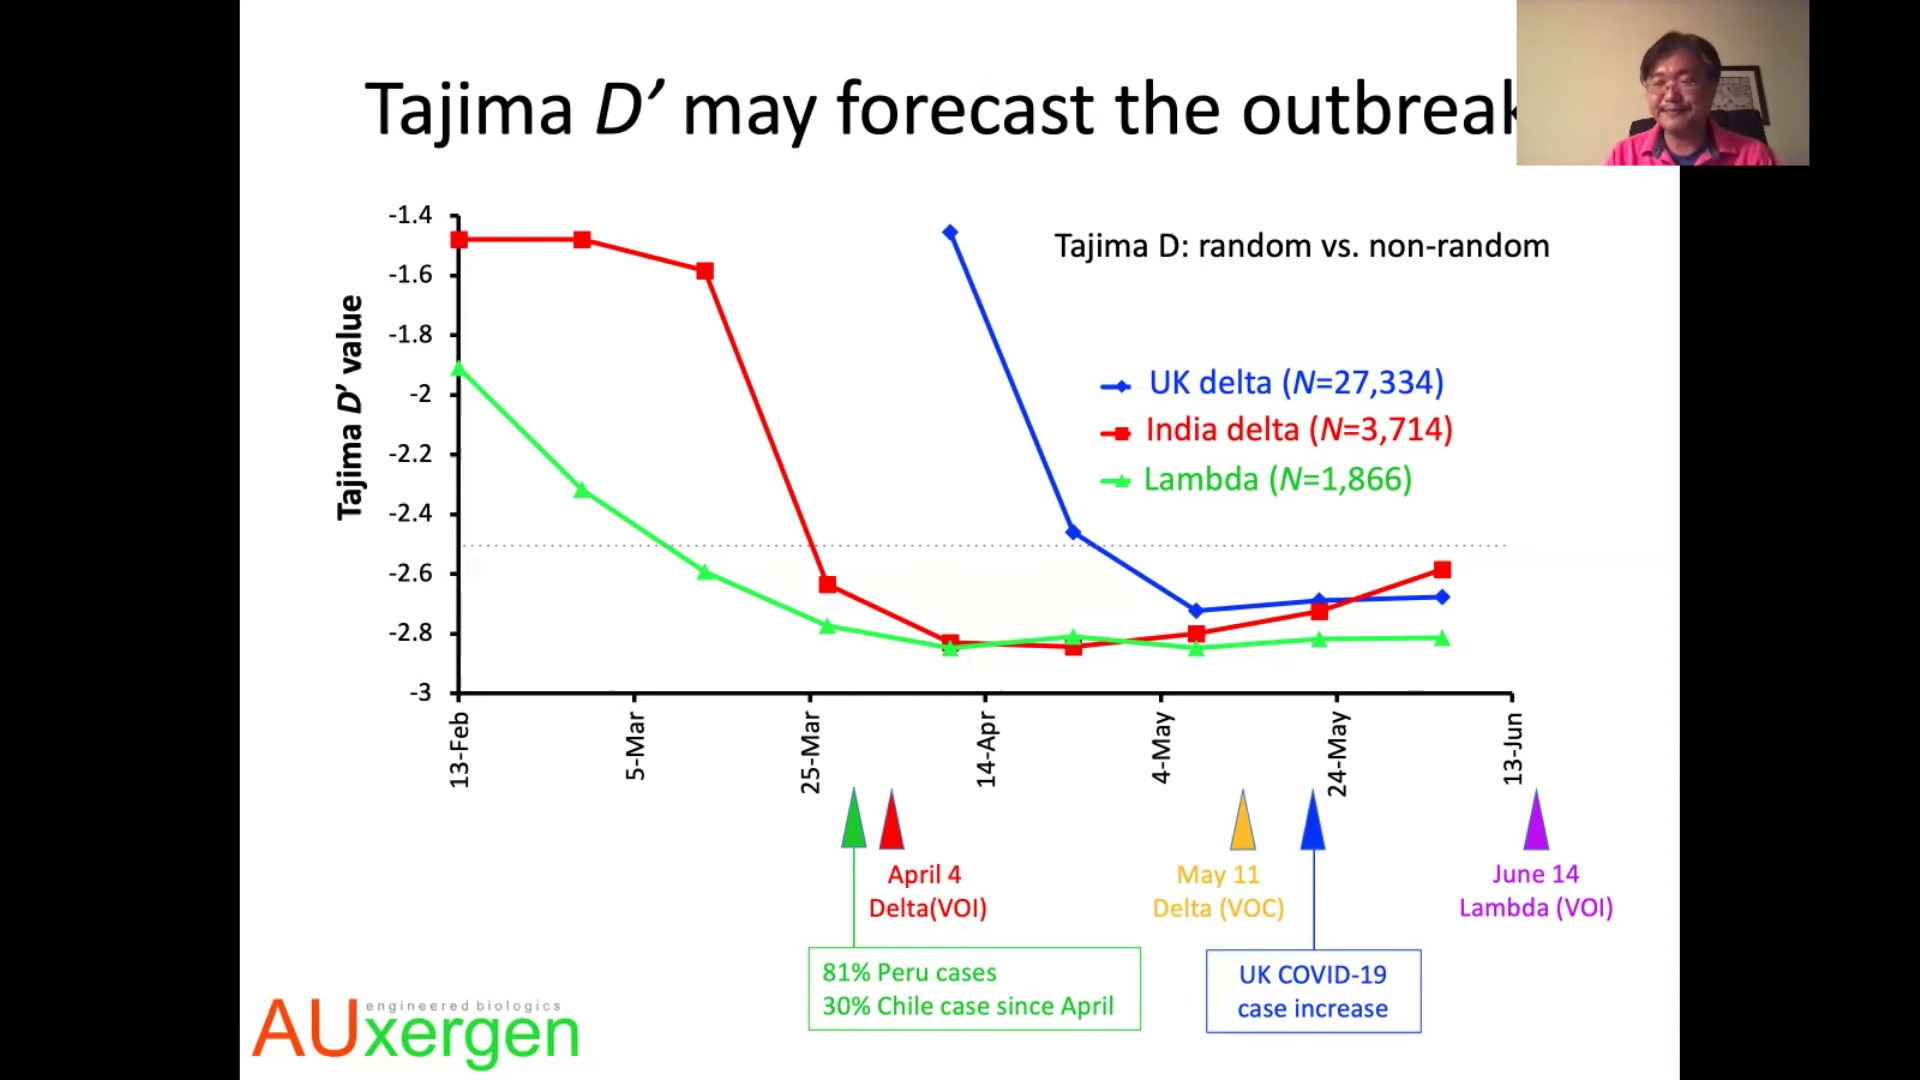 Tajima D’ may forecast the outbreak
-1.4
-1.6
-1.8
-2
-2.2
-2.4
-2.6
-2.8
-3
Tajima D’ value
Tajima D: random vs. non-random
UK delta (N=27,334)
India delta (N=3,714)
Lambda (N=1,866)
13-Feb
5-Mar
25-Mar
14-Apr
4-May
24-May
13-Jun
April 4
Delta(VOI)
May 11
Delta (VOC)
June 14
Lambda (VOI)
81% Peru cases
30% Chile case since April
UK COVID-19
case increase
engineered biologics
AUxergen